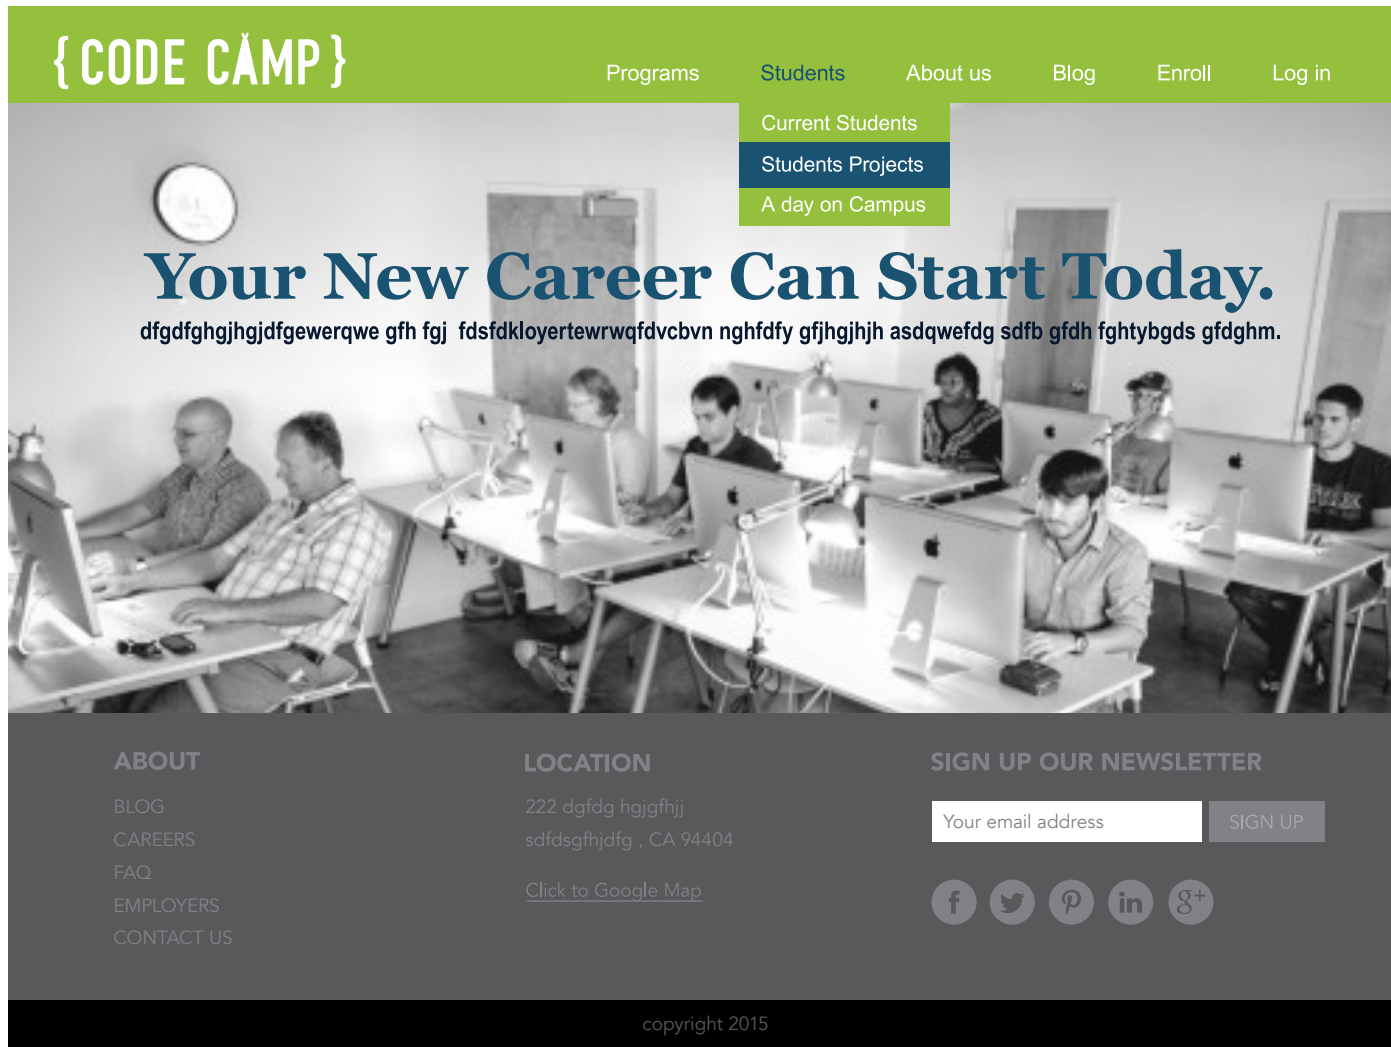 { CODE CAMP }
Programs Students About us Blog Enroll Log in
Current Students
Students Projects
A day on Campus
Your New Career Can Start Today.
dfgdfghgjhgjdfgewerqwe gfh fgj fdsfdkloyertewrwqfdvcbvn nghfdfy gfjhgjhjh asdqwefdg sdfb gfdh fghtybgds gfdghm.
ABOUT
BLOG
CAREERS
FAQ
EMPLOYERS
CONTACT US
LOCATION
222 dgfdg hgjgfhjj
sdfdsgfhjdfg , CA 94404
Click to Google Map
SIGN UP OUR NEWSLETTER
Your email address SIGN UP
f in g+
copyright 2015